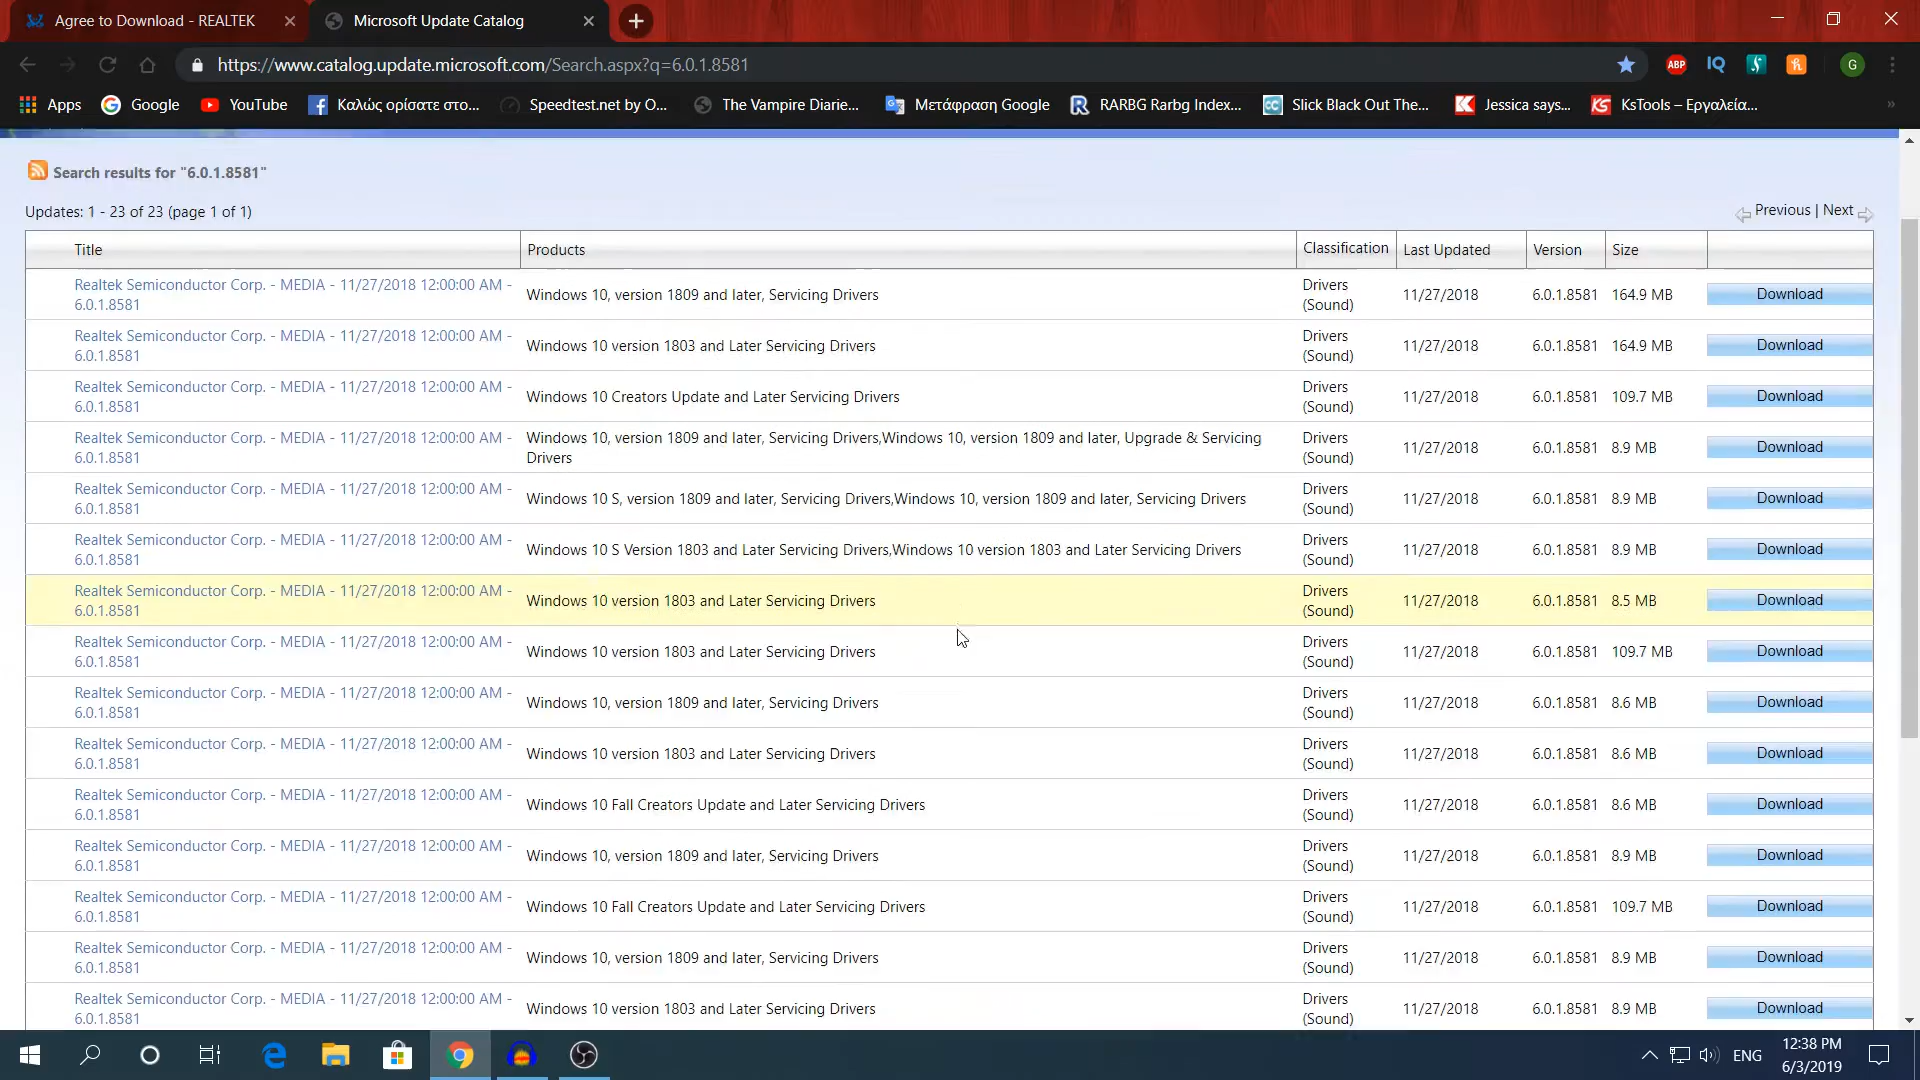 Agree to Download - REALTEK
Microsoft Update Catalog
https://www.catalog.update.microsoft.com/Search.aspx?q=6.0.1.8581
ABP
IQ
G
Apps
Google
YouTube
Καλώς ορίσατε στο...
Speedtest.net by O...
The Vampire Diarie...
Μετάφραση Google
RARBG Rarbg Index...
Slick Black Out The...
Jessica says...
KsTools – Εργαλεία...
»
Search results for "6.0.1.8581"
Updates: 1 - 23 of 23 (page 1 of 1)
Previous | Next
Title Products Classification Last Updated Version Size
Realtek Semiconductor Corp. - MEDIA - 11/27/2018 12:00:00 AM -
6.0.1.8581
Windows 10, version 1809 and later, Servicing Drivers
Drivers
(Sound)
11/27/2018 6.0.1.8581 164.9 MB Download
Realtek Semiconductor Corp. - MEDIA - 11/27/2018 12:00:00 AM -
6.0.1.8581
Windows 10 version 1803 and Later Servicing Drivers
Drivers
(Sound)
11/27/2018 6.0.1.8581 164.9 MB Download
Realtek Semiconductor Corp. - MEDIA - 11/27/2018 12:00:00 AM -
6.0.1.8581
Windows 10 Creators Update and Later Servicing Drivers
Drivers
(Sound)
11/27/2018 6.0.1.8581 109.7 MB Download
Realtek Semiconductor Corp. - MEDIA - 11/27/2018 12:00:00 AM -
6.0.1.8581
Windows 10, version 1809 and later, Servicing Drivers,Windows 10, version 1809 and later, Upgrade & Servicing
Drivers
Drivers
(Sound)
11/27/2018 6.0.1.8581 8.9 MB Download
Realtek Semiconductor Corp. - MEDIA - 11/27/2018 12:00:00 AM -
6.0.1.8581
Windows 10 S, version 1809 and later, Servicing Drivers,Windows 10, version 1809 and later, Servicing Drivers
Drivers
(Sound)
11/27/2018 6.0.1.8581 8.9 MB Download
Realtek Semiconductor Corp. - MEDIA - 11/27/2018 12:00:00 AM -
6.0.1.8581
Windows 10 S Version 1803 and Later Servicing Drivers,Windows 10 version 1803 and Later Servicing Drivers
Drivers
(Sound)
11/27/2018 6.0.1.8581 8.9 MB Download
Realtek Semiconductor Corp. - MEDIA - 11/27/2018 12:00:00 AM -
6.0.1.8581
Windows 10 version 1803 and Later Servicing Drivers
Drivers
(Sound)
11/27/2018 6.0.1.8581 8.5 MB Download
Realtek Semiconductor Corp. - MEDIA - 11/27/2018 12:00:00 AM -
6.0.1.8581
Windows 10 version 1803 and Later Servicing Drivers
Drivers
(Sound)
11/27/2018 6.0.1.8581 109.7 MB Download
Realtek Semiconductor Corp. - MEDIA - 11/27/2018 12:00:00 AM -
6.0.1.8581
Windows 10, version 1809 and later, Servicing Drivers
Drivers
(Sound)
11/27/2018 6.0.1.8581 8.6 MB Download
Realtek Semiconductor Corp. - MEDIA - 11/27/2018 12:00:00 AM -
6.0.1.8581
Windows 10 version 1803 and Later Servicing Drivers
Drivers
(Sound)
11/27/2018 6.0.1.8581 8.6 MB Download
Realtek Semiconductor Corp. - MEDIA - 11/27/2018 12:00:00 AM -
6.0.1.8581
Windows 10 Fall Creators Update and Later Servicing Drivers
Drivers
(Sound)
11/27/2018 6.0.1.8581 8.6 MB Download
Realtek Semiconductor Corp. - MEDIA - 11/27/2018 12:00:00 AM -
6.0.1.8581
Windows 10, version 1809 and later, Servicing Drivers
Drivers
(Sound)
11/27/2018 6.0.1.8581 8.9 MB Download
Realtek Semiconductor Corp. - MEDIA - 11/27/2018 12:00:00 AM -
6.0.1.8581
Windows 10 Fall Creators Update and Later Servicing Drivers
Drivers
(Sound)
11/27/2018 6.0.1.8581 109.7 MB Download
Realtek Semiconductor Corp. - MEDIA - 11/27/2018 12:00:00 AM -
6.0.1.8581
Windows 10, version 1809 and later, Servicing Drivers
Drivers
(Sound)
11/27/2018 6.0.1.8581 8.9 MB Download
Realtek Semiconductor Corp. - MEDIA - 11/27/2018 12:00:00 AM -
6.0.1.8581
Windows 10 version 1803 and Later Servicing Drivers
Drivers
(Sound)
11/27/2018 6.0.1.8581 8.9 MB Download
ENG
12:38 PM
6/3/2019